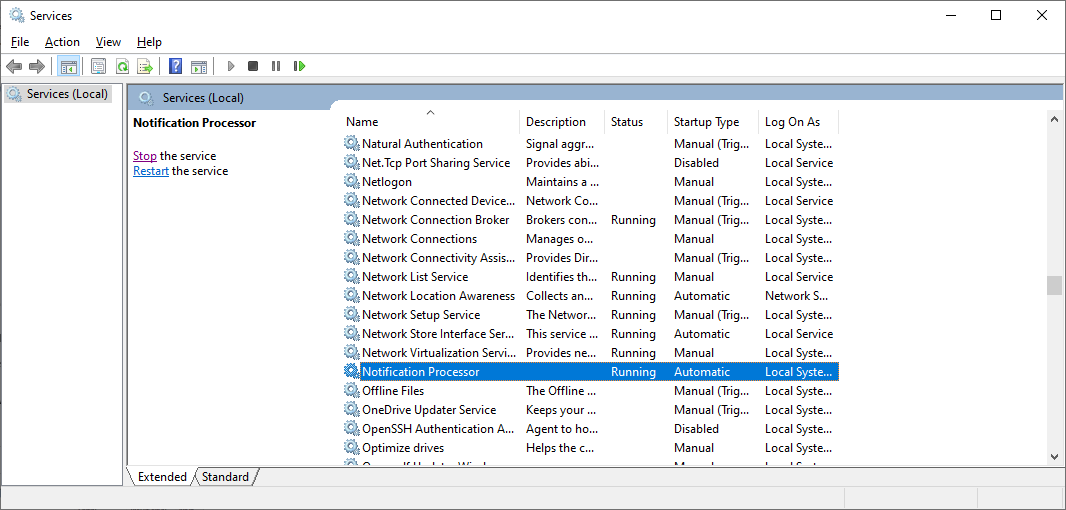 Services
File Action View Help
Services (Local)
Services (Local)
Notification Processor
Stop the service
Restart the service
Name Description Status Startup Type Log On As
Natural Authentication Signal aggr... Manual (Trig... Local Syste...
Net.Tcp Port Sharing Service Provides abi... Disabled Local Service
Netlogon Maintains a ... Manual Local Syste...
Network Connected Device... Network Co... Manual (Trig... Local Service
Network Connection Broker Brokers con... Running Manual (Trig... Local Syste...
Network Connections Manages o... Manual Local Syste...
Network Connectivity Assis... Provides Dir... Manual (Trig... Local Syste...
Network List Service Identifies th... Running Manual Local Service
Network Location Awareness Collects an... Running Automatic Network S...
Network Setup Service The Networ... Running Manual (Trig... Local Syste...
Network Store Interface Ser... This service ... Running Automatic Local Service
Network Virtualization Servi... Provides ne... Running Manual Local Syste...
Notification Processor Running Automatic Local Syste...
Offline Files The Offline ... Manual (Trig... Local Syste...
OneDrive Updater Service Keeps your ... Manual (Trig... Local Syste...
OpenSSH Authentication A... Agent to ho... Disabled Local Syste...
Optimize drives Helps the c... Manual Local Syste...
Extended Standard